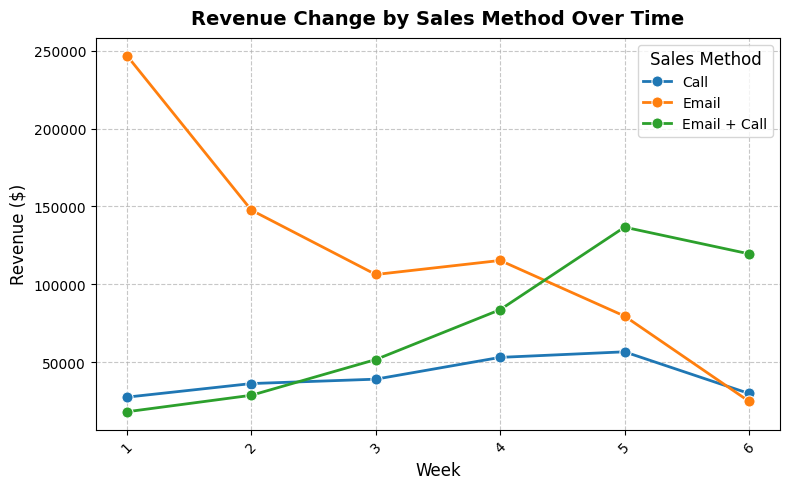 Revenue Change by Sales Method Over Time
Revenue ($)
250000
200000
150000
100000
50000
Sales Method
Call
Email
Email + Call
1
2
3
4
5
6
Week